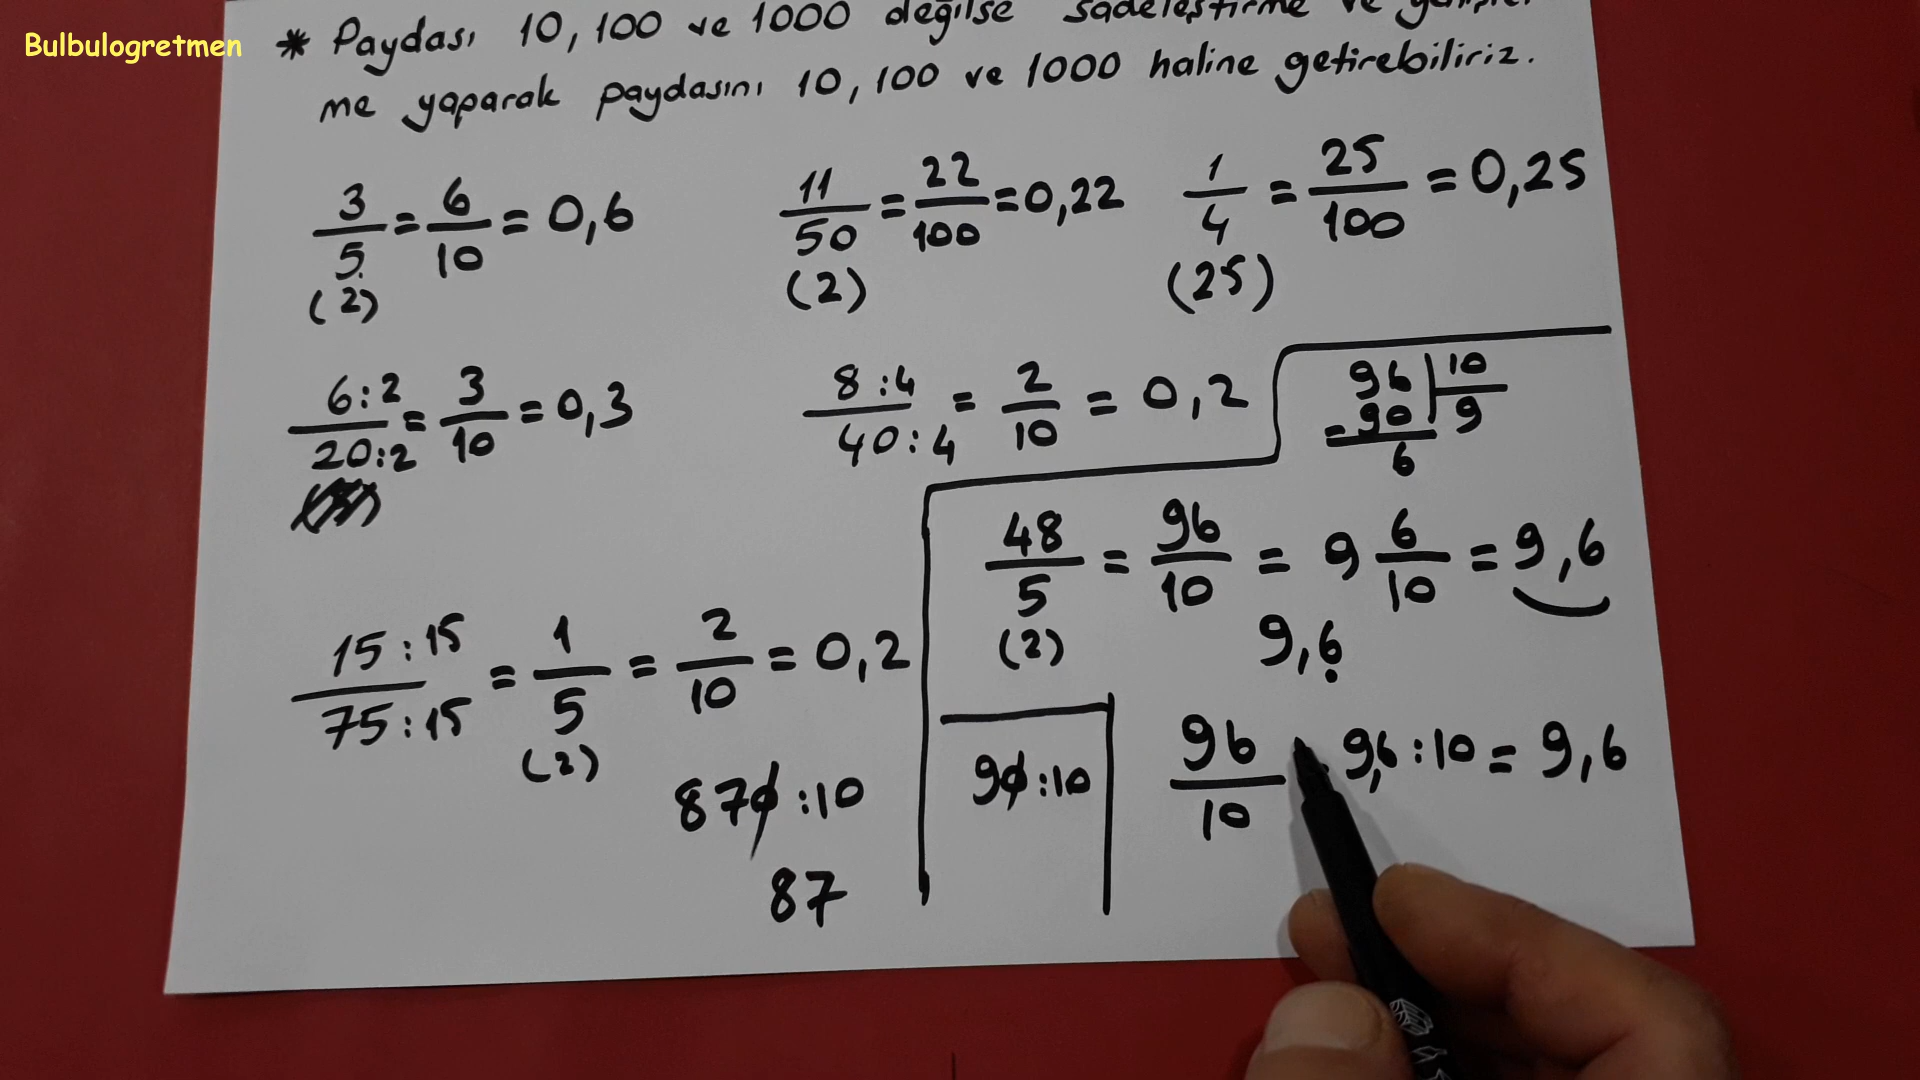 Bulbulogretmen
* Paydası 10, 100 ve 1000 değilse sadeleştirme ve
me yaparak paydasını 10, 100 ve 1000 haline getirebiliriz.
3/5 = 6/10 = 0,6
(2)
11/50 = 22/100 = 0,22
(2)
1/4 = 25/100 = 0,25
(25)
6:2/20:2 = 3/10 = 0,3
8:4/40:4 = 2/10 = 0,2
96 | 10
- 90 | 9
6
48/5 = 96/10 = 9 6/10 = 9,6
(2)
9,6
15:15/75:15 = 1/5 = 2/10 = 0,2
(2)
870 :10
87
90:10
96/10 9,6 :10 = 9,6